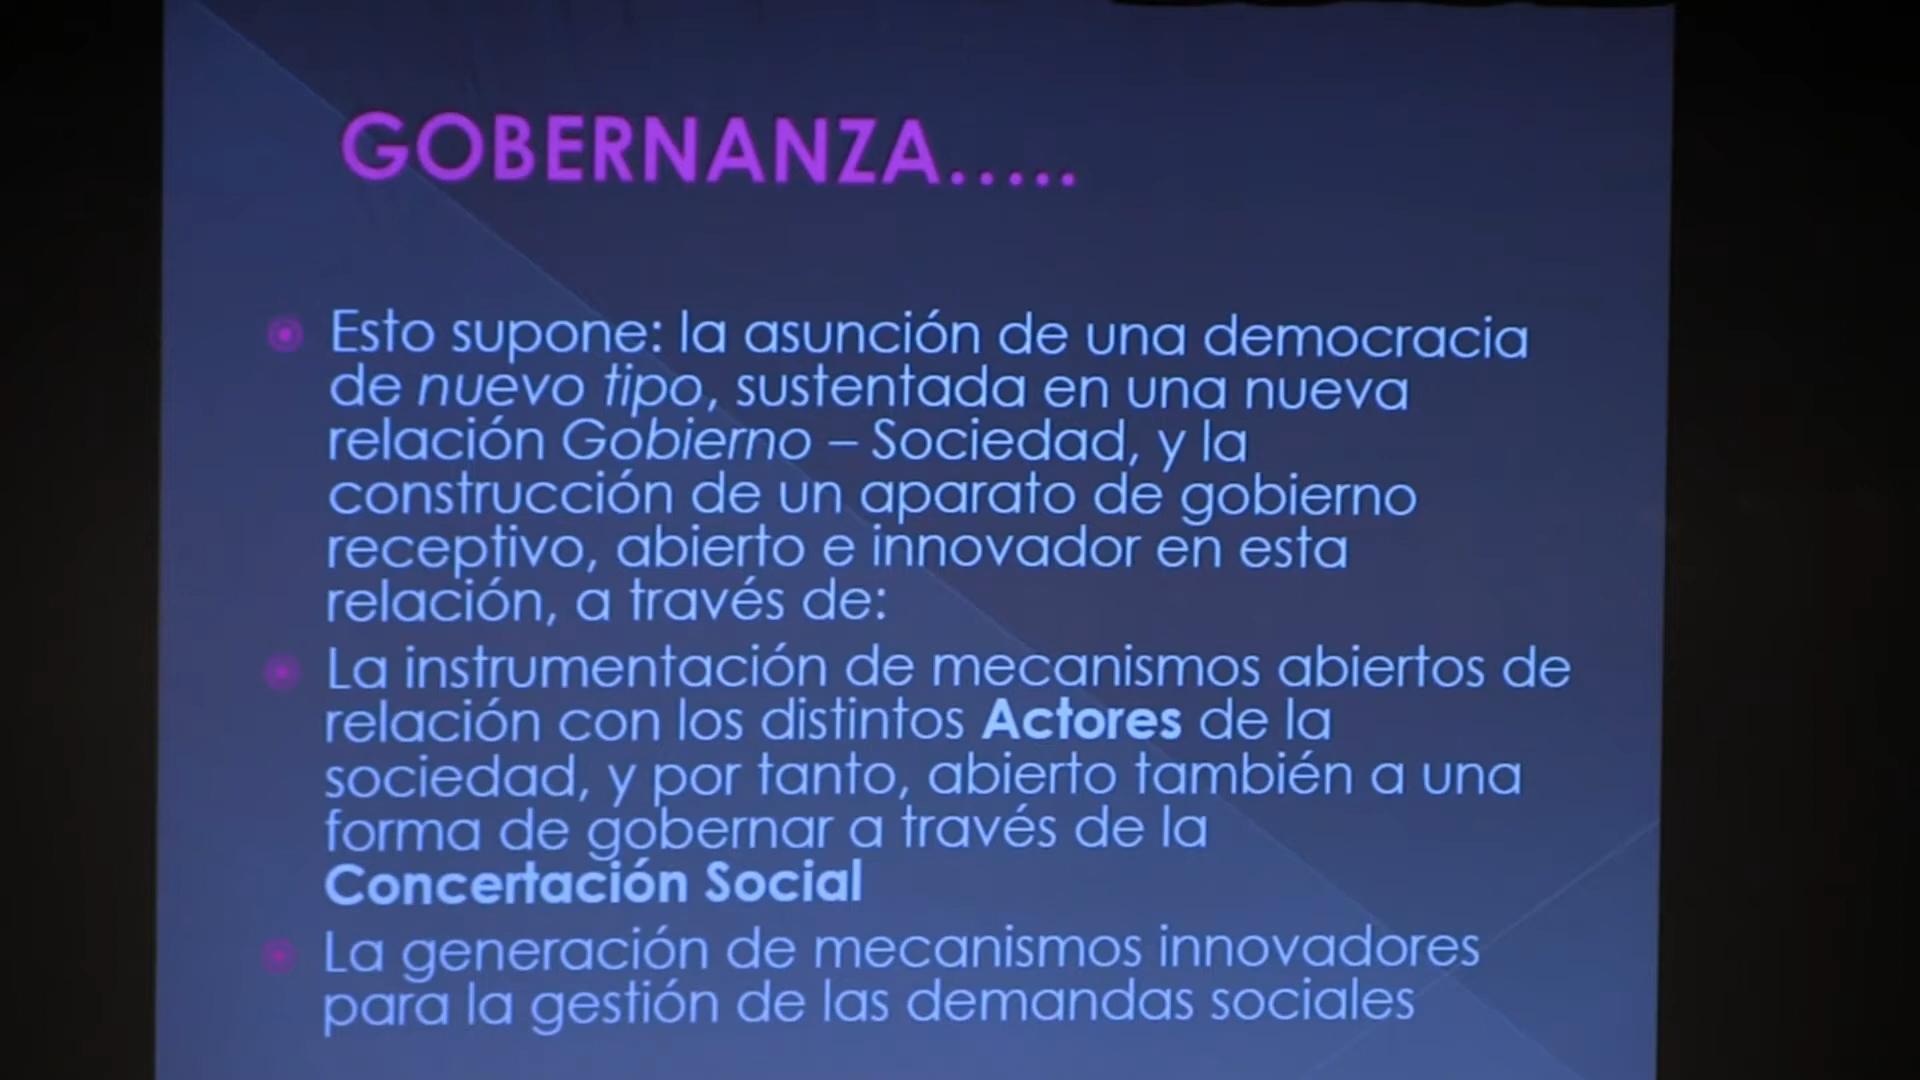 GOBERNANZA.....
Esto supone: la asunción de una democracia
de nuevo tipo, sustentada en una nueva
relación Gobierno – Sociedad, y la
construcción de un aparato de gobierno
receptivo, abierto e innovador en esta
relación, a través de:
La instrumentación de mecanismos abiertos de
relación con los distintos Actores de la
sociedad, y por tanto, abierto también a una
forma de gobernar a través de la
Concertación Social
La generación de mecanismos innovadores
para la gestión de las demandas sociales